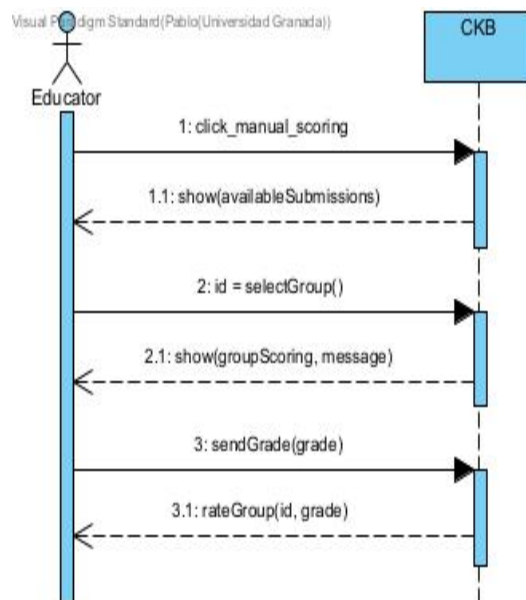 Visual Paradigm Standard(Pablo(Universidad Granada))
CKB
Educator
1: click_manual_scoring
1.1: show(availableSubmissions)
2: id = selectGroup()
2.1: show(groupScoring, message)
3: sendGrade(grade)
3.1: rateGroup(id, grade)